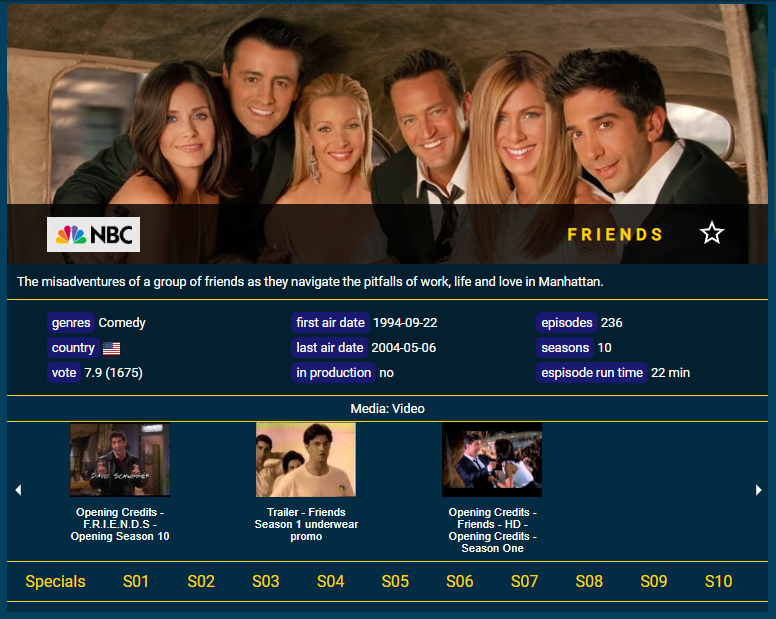 NBC
FRIENDS
The misadventures of a group of friends as they navigate the pitfalls of work, life and love in Manhattan.
genres Comedy
first air date 1994-09-22
episodes 236
country
last air date 2004-05-06
seasons 10
vote 7.9 (1675)
in production no
espisode run time 22 min
Media: Video
DAVID SCHWIMMER
Opening Credits -
F.R.I.E.N.D.S -
Opening Season 10
Trailer - Friends
Season 1 underwear
promo
Opening Credits -
Friends - HD -
Opening Credits -
Season One
Specials S01 S02 S03 S04 S05 S06 S07 S08 S09 S10